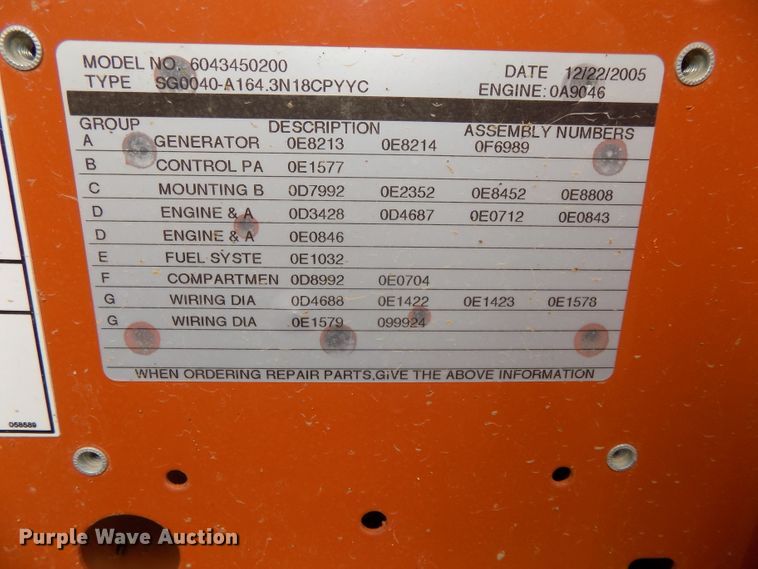 MODEL NO. 6043450200 DATE 12/22/2005
TYPE SG0040-A164.3N18CPYYC ENGINE: 0A9046
GROUP DESCRIPTION ASSEMBLY NUMBERS
A GENERATOR 0E8213 0E8214 0F6989
B CONTROL PA 0E1577
C MOUNTING B 0D7992 0E2352 0E8452 0E8808
D ENGINE & A 0D3428 0D4687 0E0712 0E0843
D ENGINE & A 0E0846
E FUEL SYSTE 0E1032
F COMPARTMEN 0D8992 0E0704
G WIRING DIA 0D4688 0E1422 0E1423 0E1578
G WIRING DIA 0E1579 099924
WHEN ORDERING REPAIR PARTS,GIVE THE ABOVE INFORMATION
058589
Purple Wave Auction